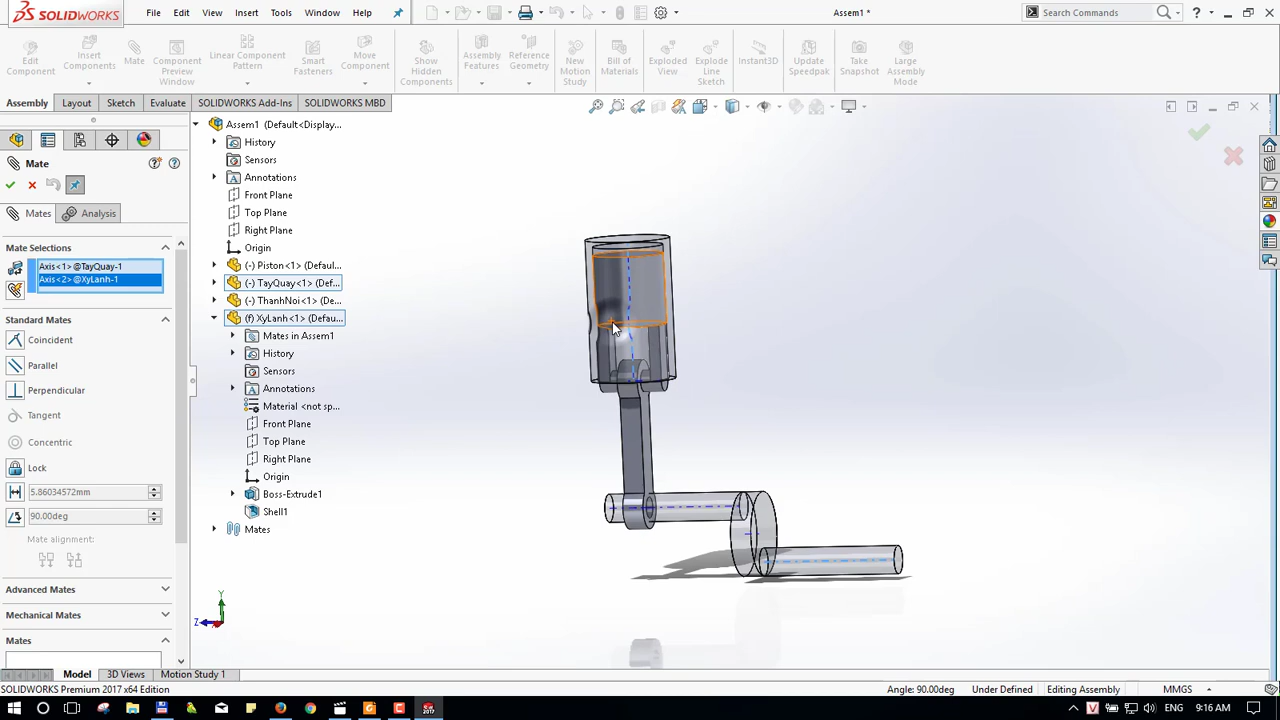 SOLIDWORKS File Edit View Insert Tools Window Help Assem1 * Search Commands
Edit Component Insert Components Mate Component Preview Window Linear Component Pattern Smart Fasteners Move Component Show Hidden Components Assembly Features Reference Geometry New Motion Study Bill of Materials Exploded View Explode Line Sketch Instant3D Update Speedpak Take Snapshot Large Assembly Mode
Assembly Layout Sketch Evaluate SOLIDWORKS Add-Ins SOLIDWORKS MBD
Mate
Mates Analysis
Mate Selections
Axis<1>@TayQuay-1
Axis<2>@XyLanh-1
Standard Mates
Coincident
Parallel
Perpendicular
Tangent
Concentric
Lock
5.86034572mm
90.00deg
Mate alignment:
Advanced Mates
Mechanical Mates
Mates
Assem1 (Default<Display...
History
Sensors
Annotations
Front Plane
Top Plane
Right Plane
Origin
(-) Piston<1> (Defaul...
(-) TayQuay<1> (Def...
(-) ThanhNoi<1> (De...
(f) XyLanh<1> (Defau...
Mates in Assem1
History
Sensors
Annotations
Material <not sp...
Front Plane
Top Plane
Right Plane
Origin
Boss-Extrude1
Shell1
Mates
Y
Z
Model 3D Views Motion Study 1
SOLIDWORKS Premium 2017 x64 Edition Angle: 90.00deg Under Defined Editing Assembly MMGS
ENG 9:16 AM